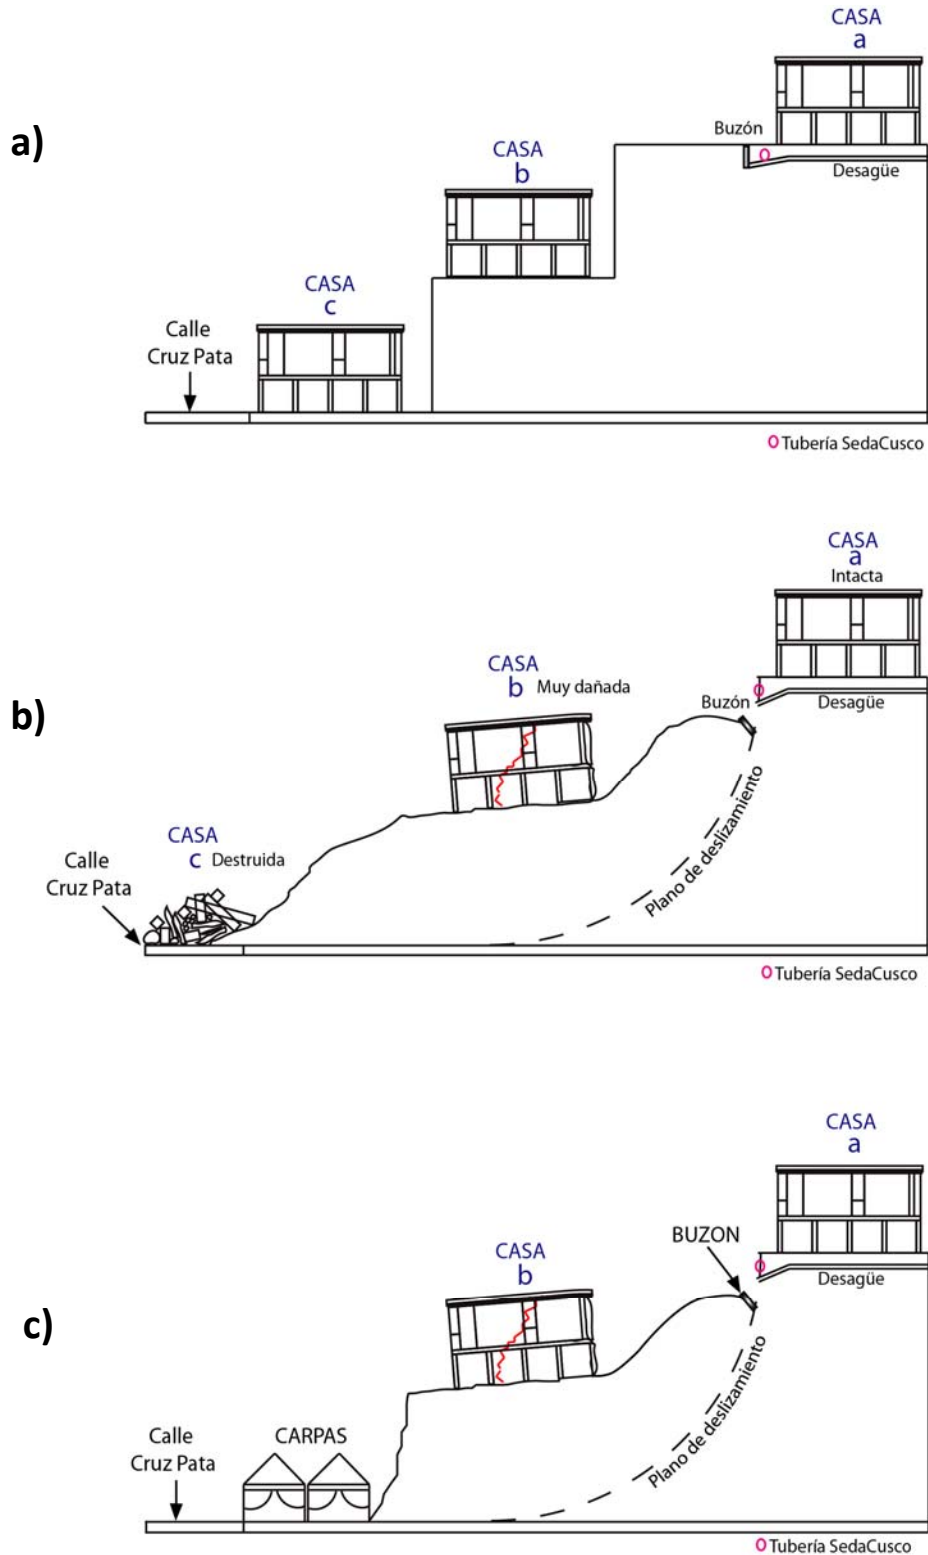 a)
CASA
a
Buzón
Desagüe
CASA
b
CASA
c
Calle
Cruz Pata
Tubería SedaCusco
b)
CASA
a
Intacta
CASA
b Muy dañada
Buzón
Desagüe
Plano de deslizamiento
CASA
c Destruida
Calle
Cruz Pata
Tubería SedaCusco
c)
CASA
a
BUZON
CASA
b
Desagüe
Plano de deslizamiento
CARPAS
Calle
Cruz Pata
Tubería SedaCusco